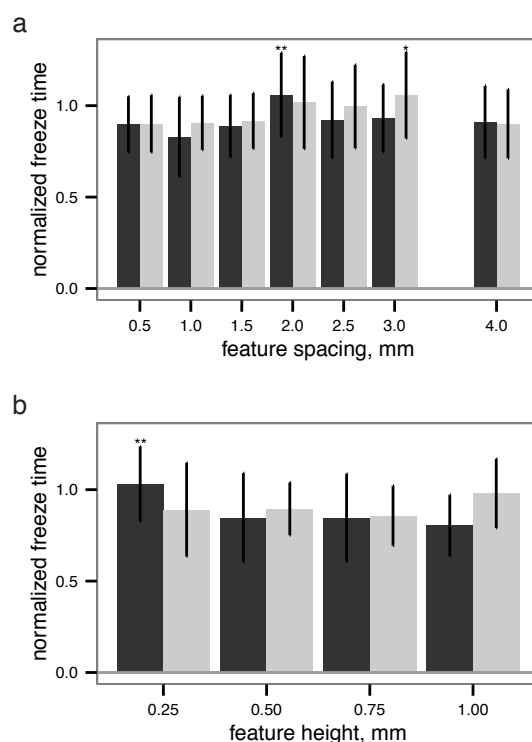 a
** *
1.0
0.5
0.0
normalized freeze time
0.5 1.0 1.5 2.0 2.5 3.0 4.0
feature spacing, mm
b
**
1.0
0.5
0.0
normalized freeze time
0.25 0.50 0.75 1.00
feature height, mm